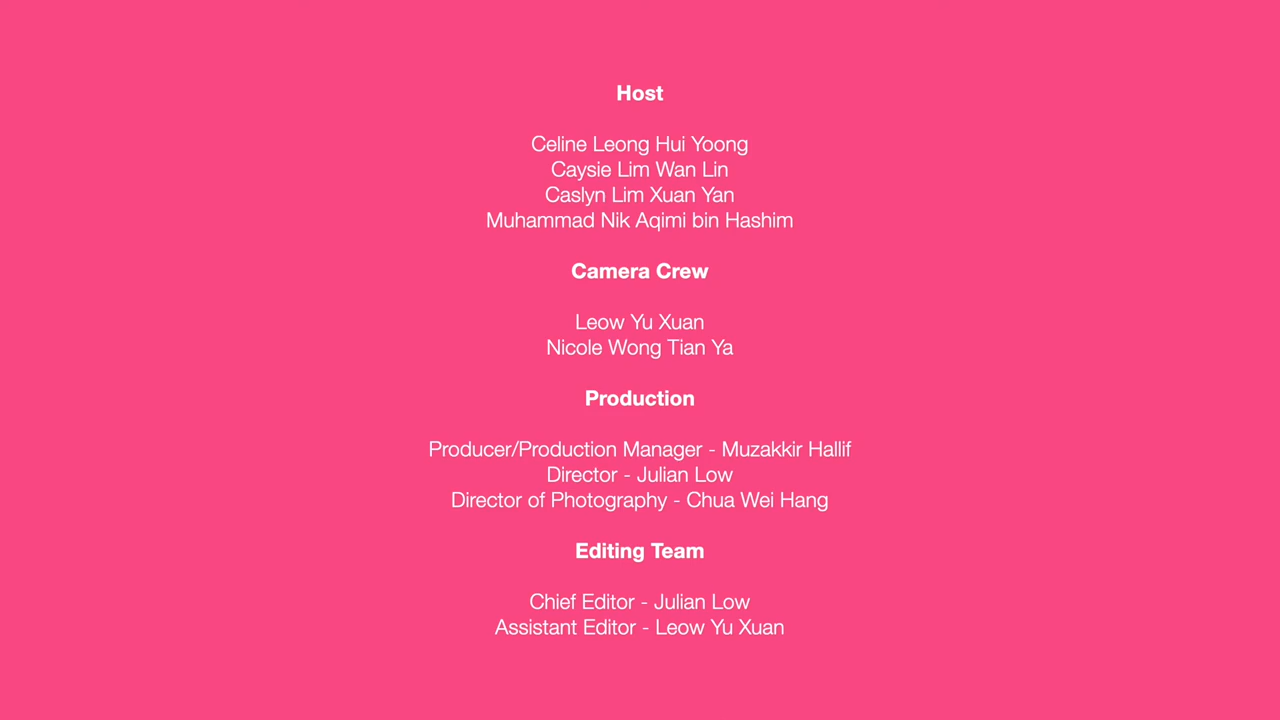 Host
Celine Leong Hui Yoong
Caysie Lim Wan Lin
Caslyn Lim Xuan Yan
Muhammad Nik Aqimi bin Hashim
Camera Crew
Leow Yu Xuan
Nicole Wong Tian Ya
Production
Producer/Production Manager - Muzakkir Hallif
Director - Julian Low
Director of Photography - Chua Wei Hang
Editing Team
Chief Editor - Julian Low
Assistant Editor - Leow Yu Xuan